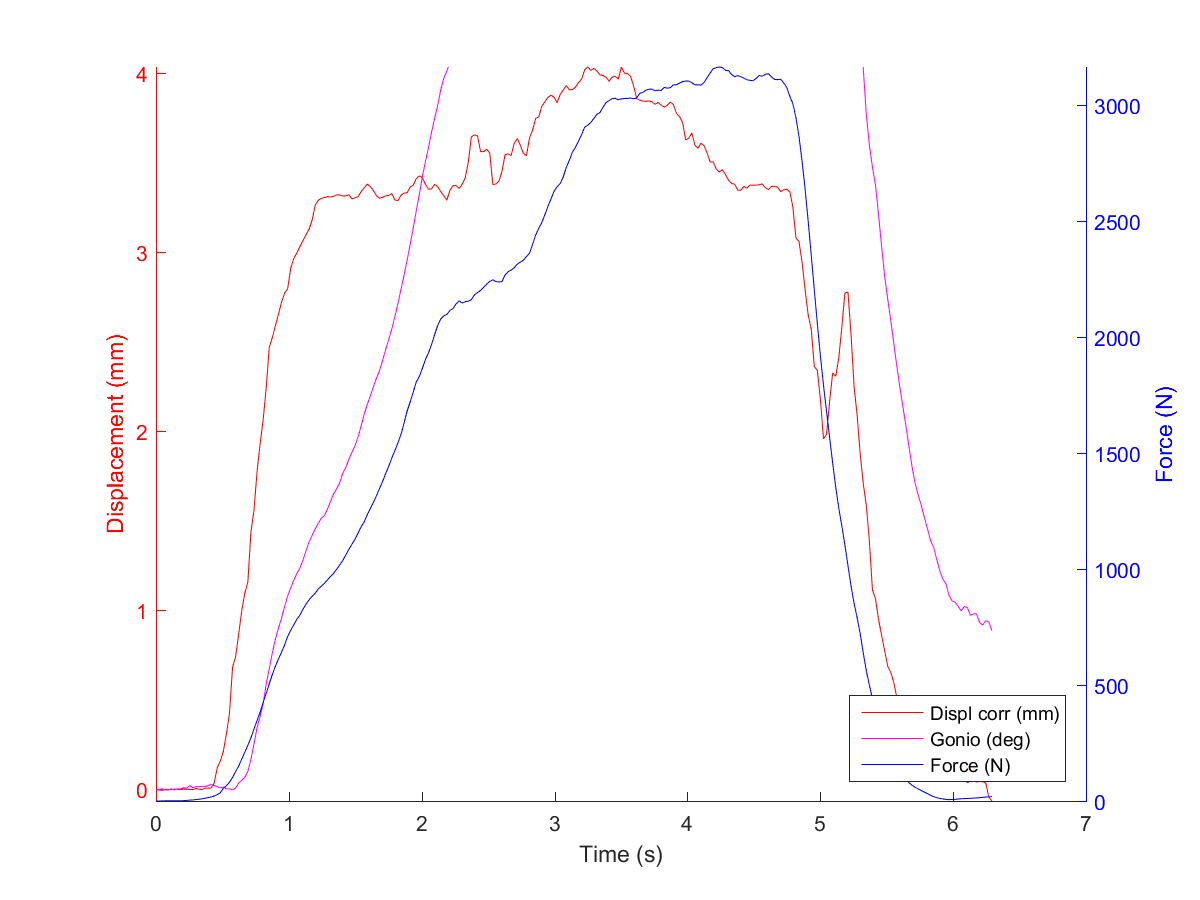 4
3
2
1
0
Displacement (mm)
3000
2500
2000
1500
1000
500
0
Force (N)
Displ corr (mm)
Gonio (deg)
Force (N)
0 1 2 3 4 5 6 7
Time (s)